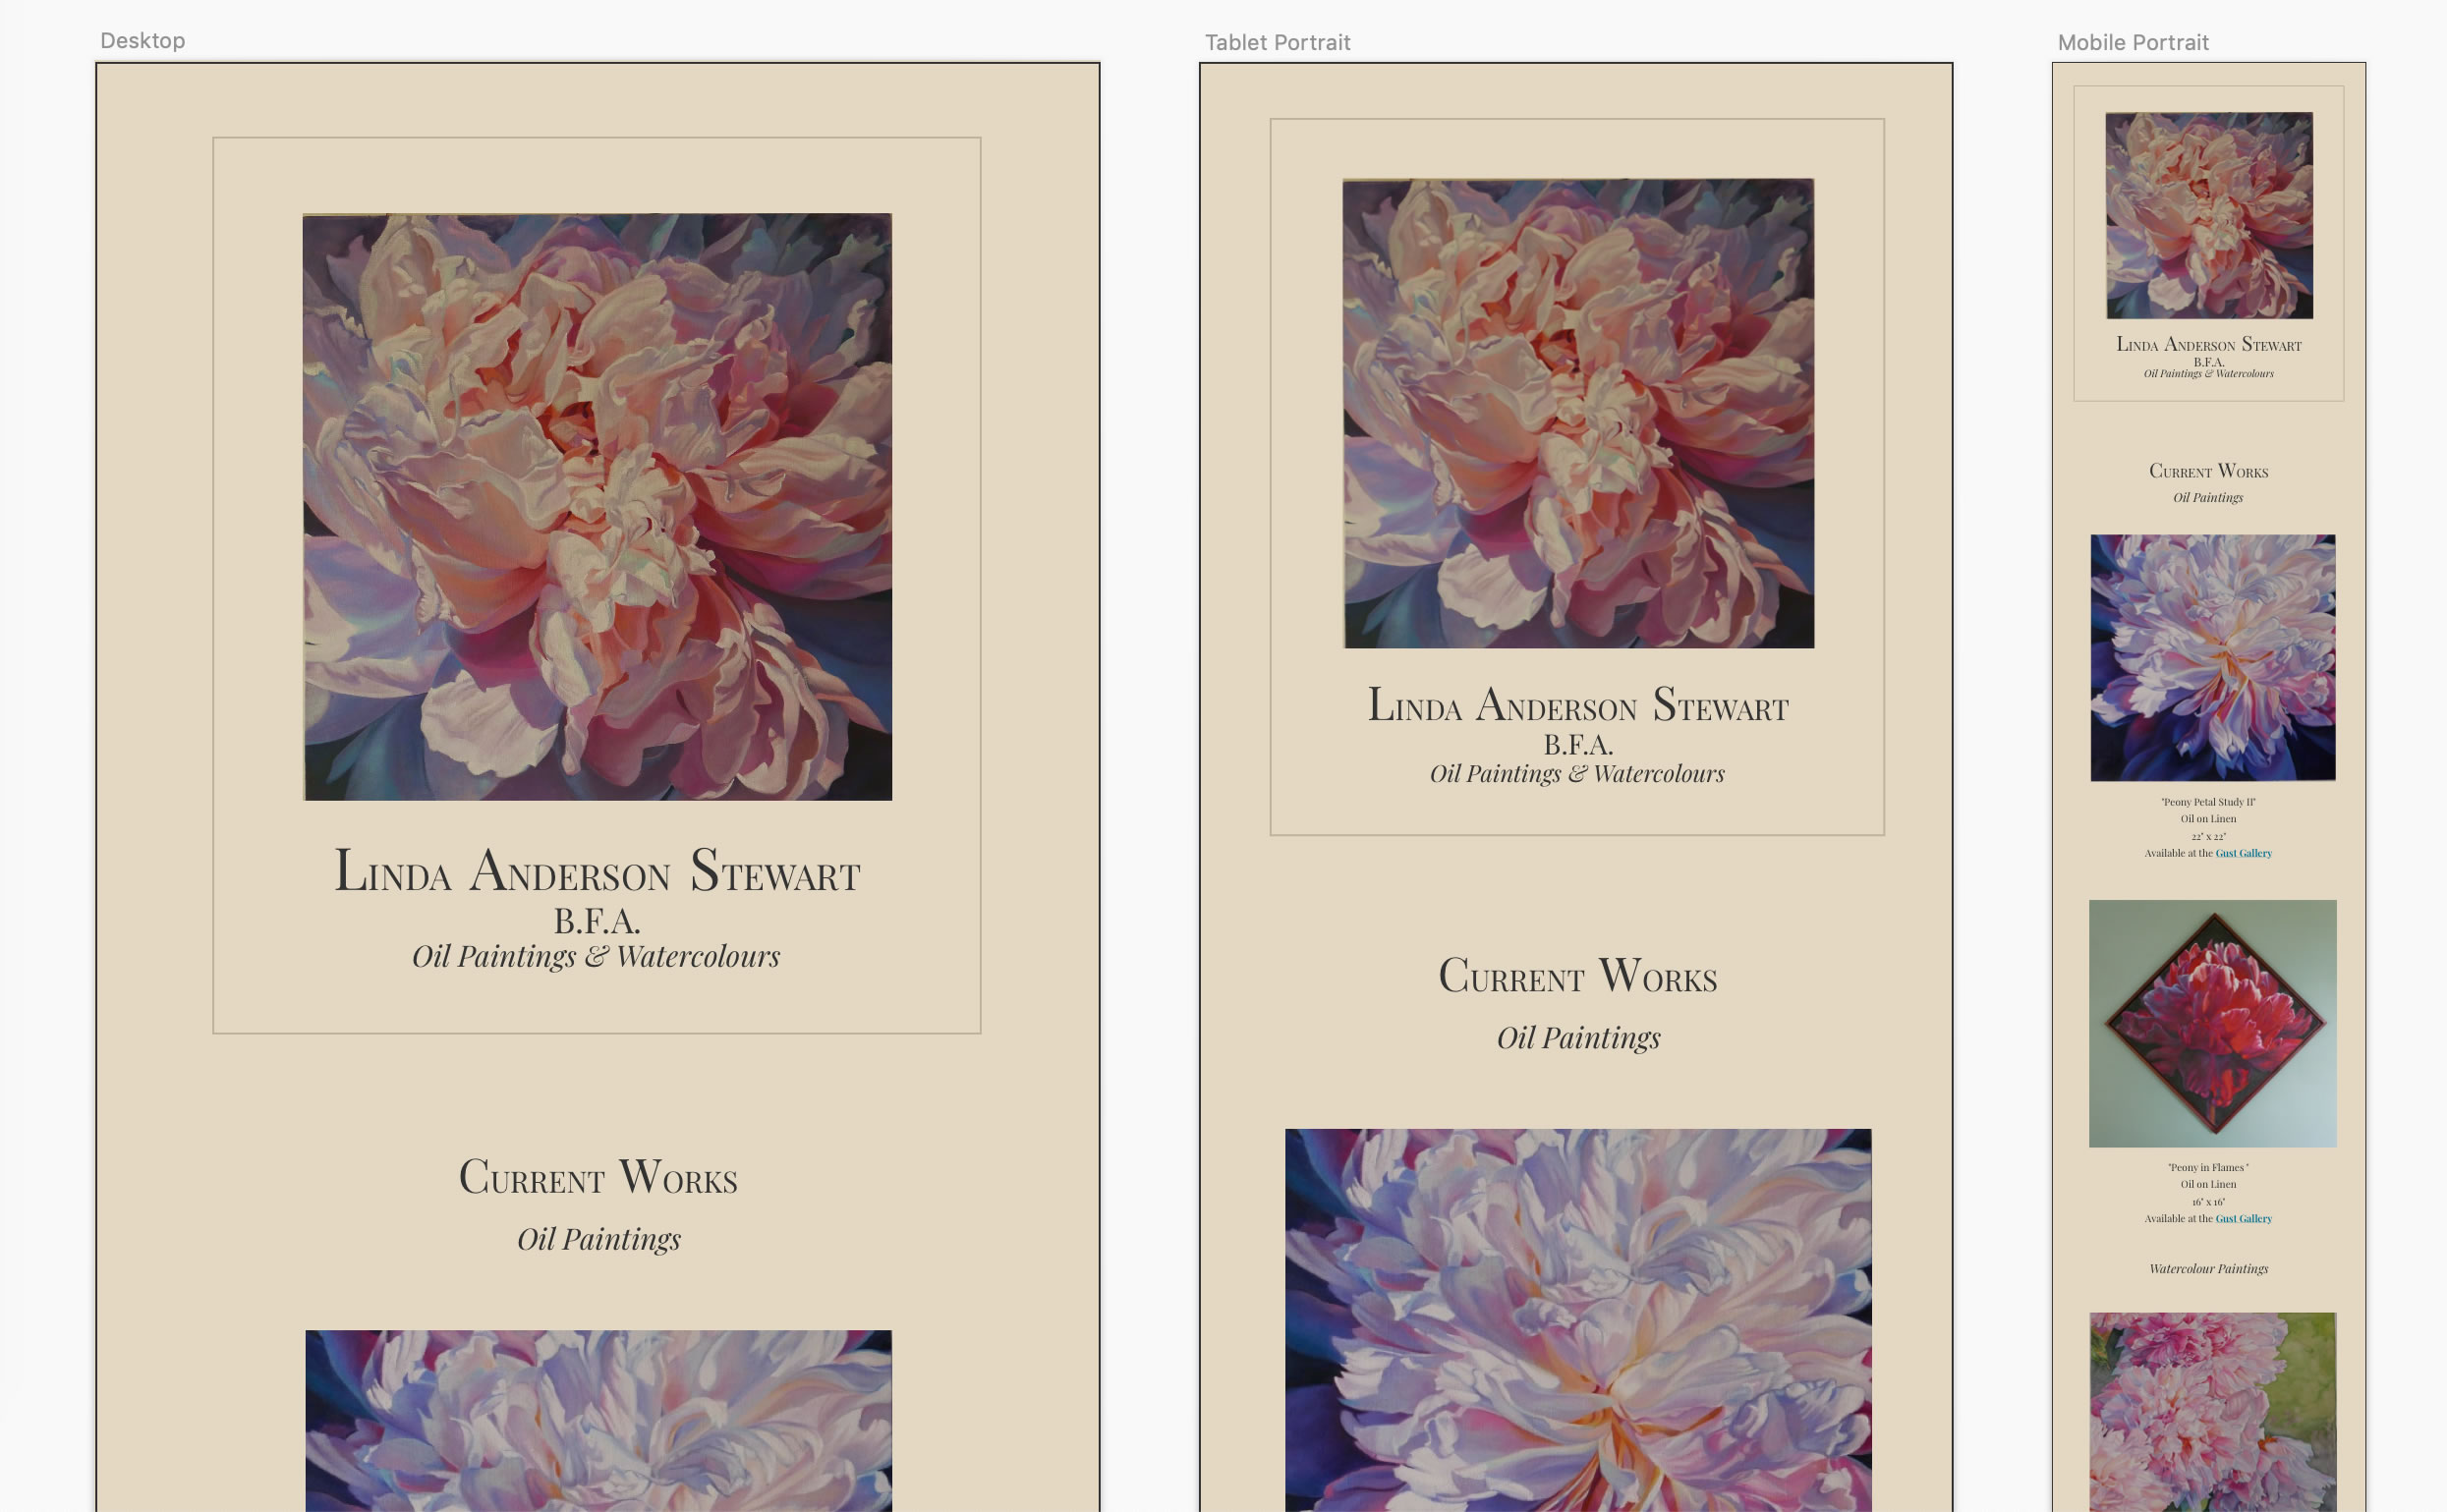 Desktop
Linda Anderson Stewart
B.F.A.
Oil Paintings & Watercolours
Current Works
Oil Paintings
Tablet Portrait
Linda Anderson Stewart
B.F.A.
Oil Paintings & Watercolours
Current Works
Oil Paintings
Mobile Portrait
Linda Anderson Stewart
B.F.A.
Oil Paintings & Watercolours
Current Works
Oil Paintings
"Peony Petal Study II"
Oil on Linen
22" x 22"
Available at the Gust Gallery
"Peony in Flames "
Oil on Linen
16" x 16"
Available at the Gust Gallery
Watercolour Paintings